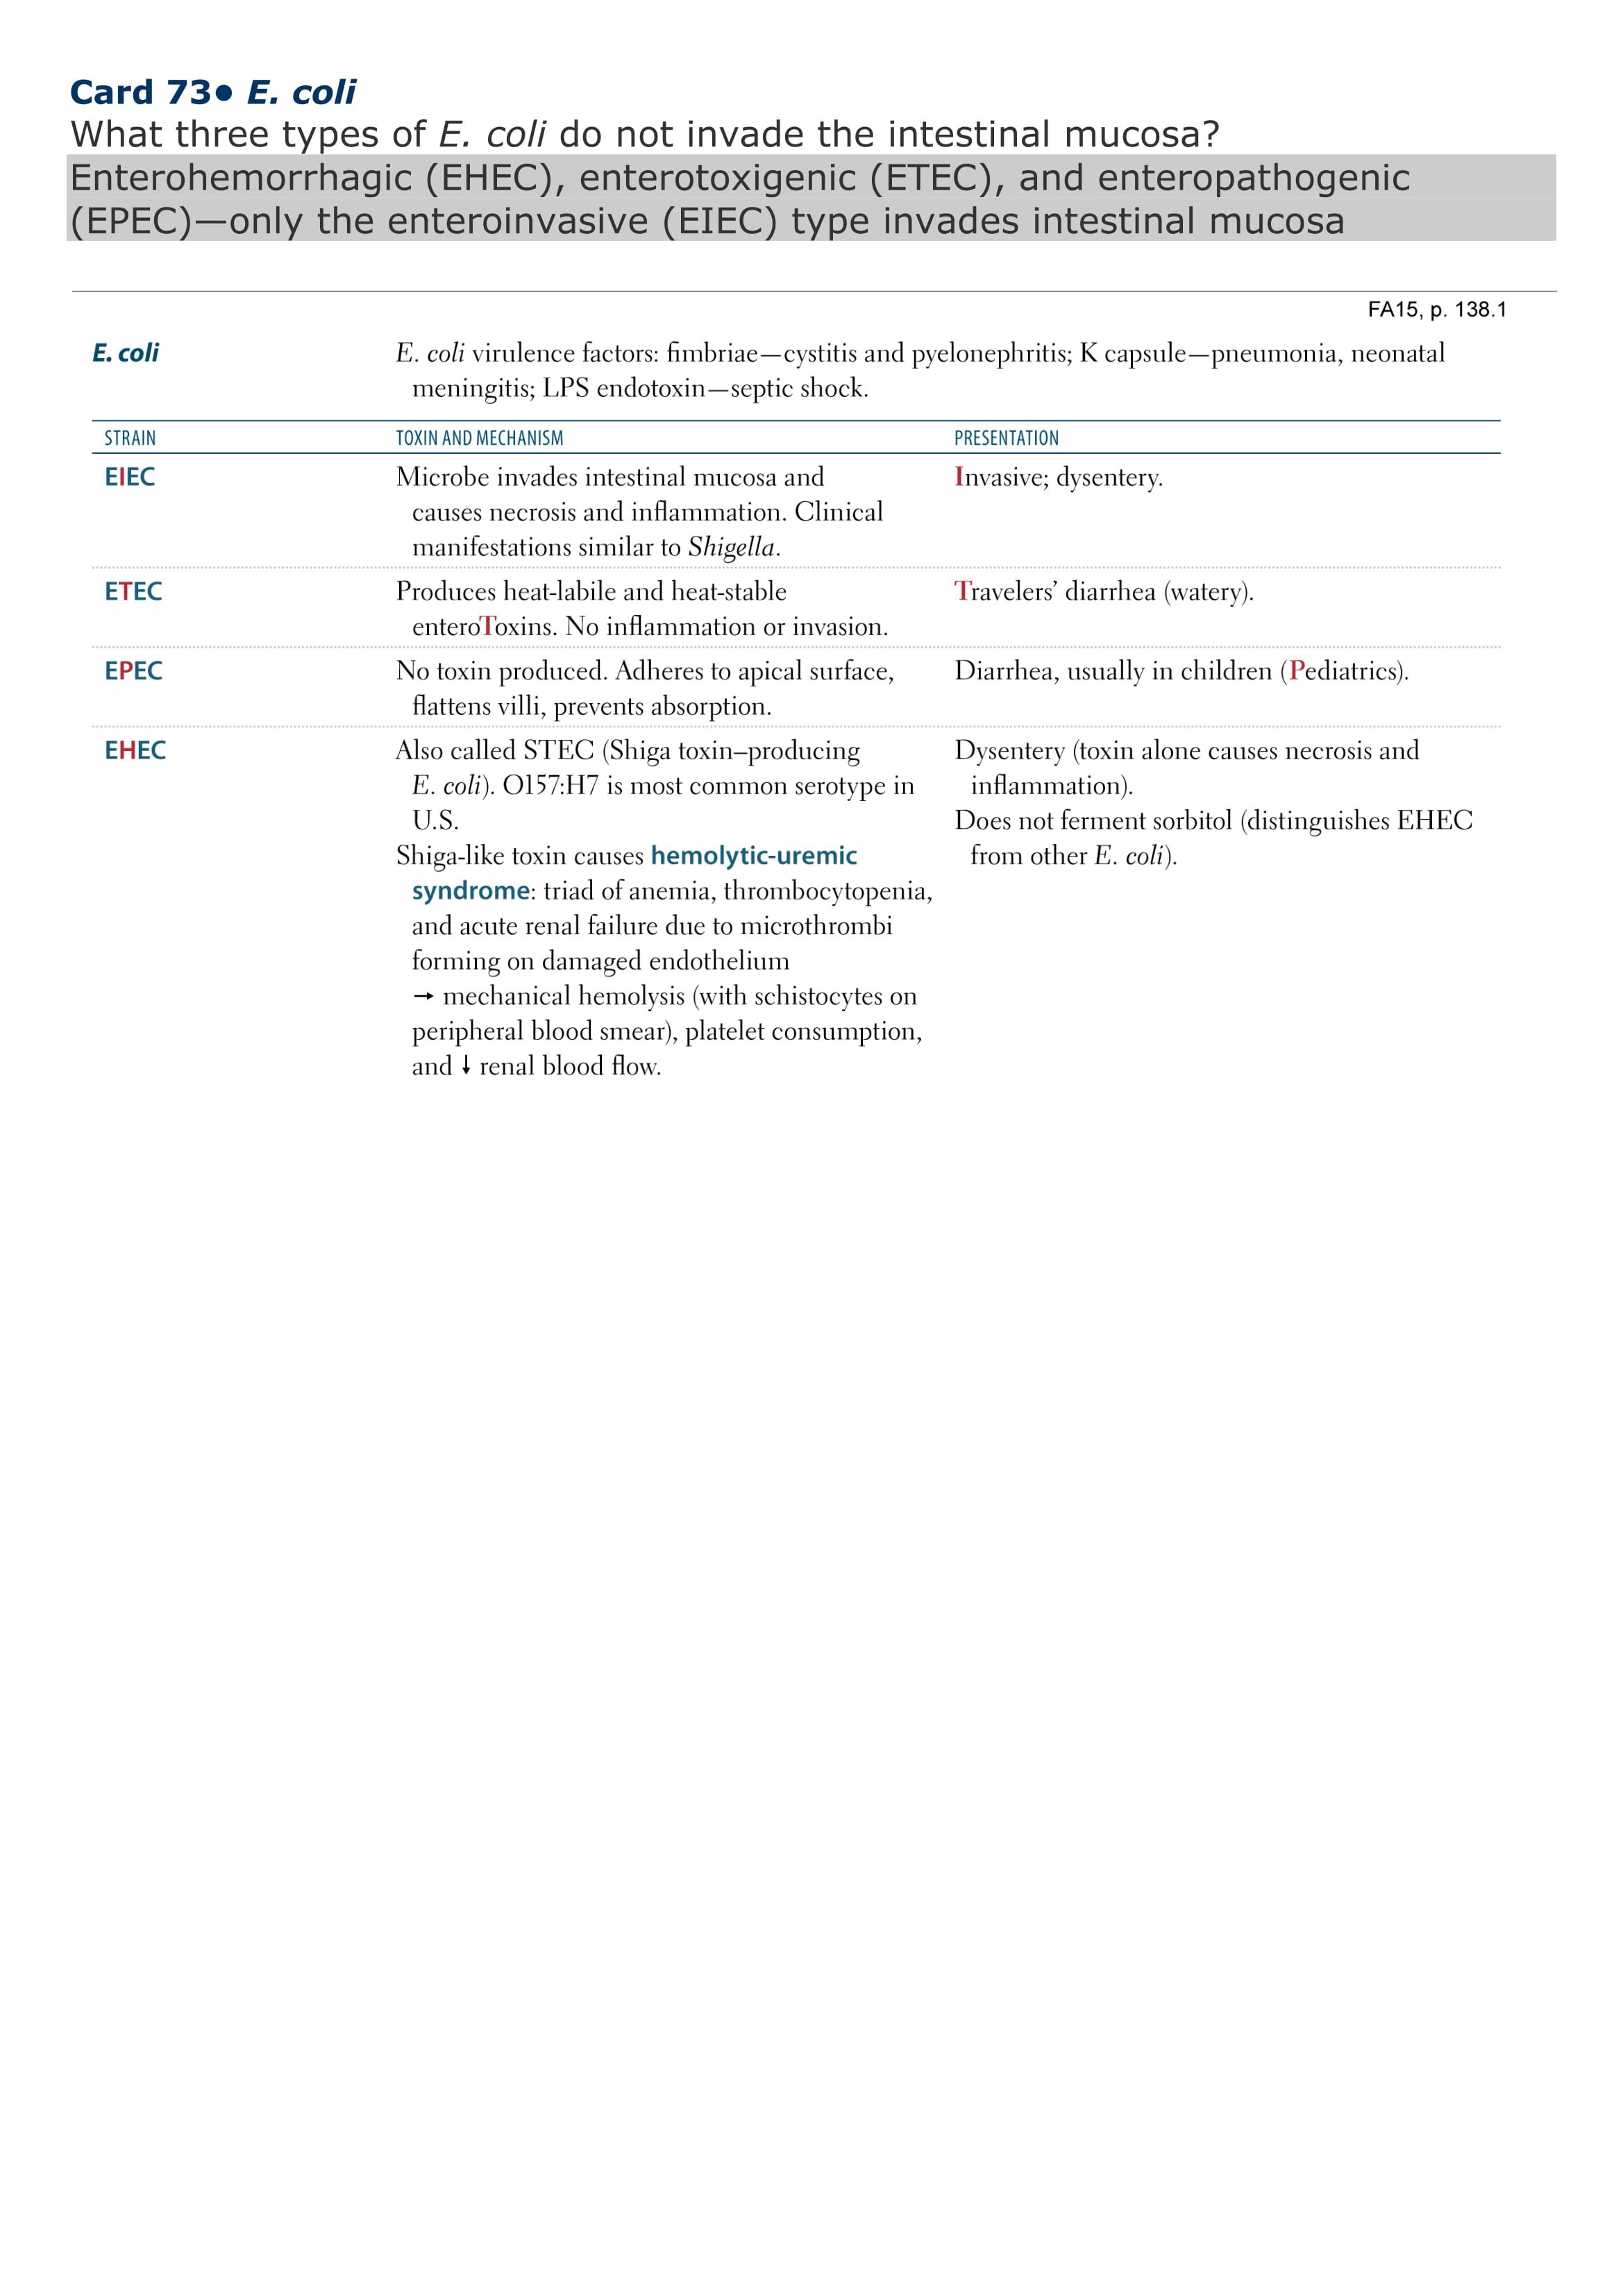 Card 73● E. coli
What three types of E. coli do not invade the intestinal mucosa?
Enterohemorrhagic (EHEC), enterotoxigenic (ETEC), and enteropathogenic
(EPEC)—only the enteroinvasive (EIEC) type invades intestinal mucosa
FA15, p. 138.1
E. coli
E. coli virulence factors: fimbriae—cystitis and pyelonephritis; K capsule—pneumonia, neonatal
meningitis; LPS endotoxin—septic shock.
STRAIN TOXIN AND MECHANISM PRESENTATION
EIEC
Microbe invades intestinal mucosa and
causes necrosis and inflammation. Clinical
manifestations similar to Shigella.
Invasive; dysentery.
ETEC
Produces heat-labile and heat-stable
enteroToxins. No inflammation or invasion.
Travelers’ diarrhea (watery).
EPEC
No toxin produced. Adheres to apical surface,
flattens villi, prevents absorption.
Diarrhea, usually in children (Pediatrics).
EHEC
Also called STEC (Shiga toxin–producing
E. coli). O157:H7 is most common serotype in
U.S.
Shiga-like toxin causes hemolytic-uremic
syndrome: triad of anemia, thrombocytopenia,
and acute renal failure due to microthrombi
forming on damaged endothelium
→ mechanical hemolysis (with schistocytes on
peripheral blood smear), platelet consumption,
and ↓ renal blood flow.
Dysentery (toxin alone causes necrosis and
inflammation).
Does not ferment sorbitol (distinguishes EHEC
from other E. coli).